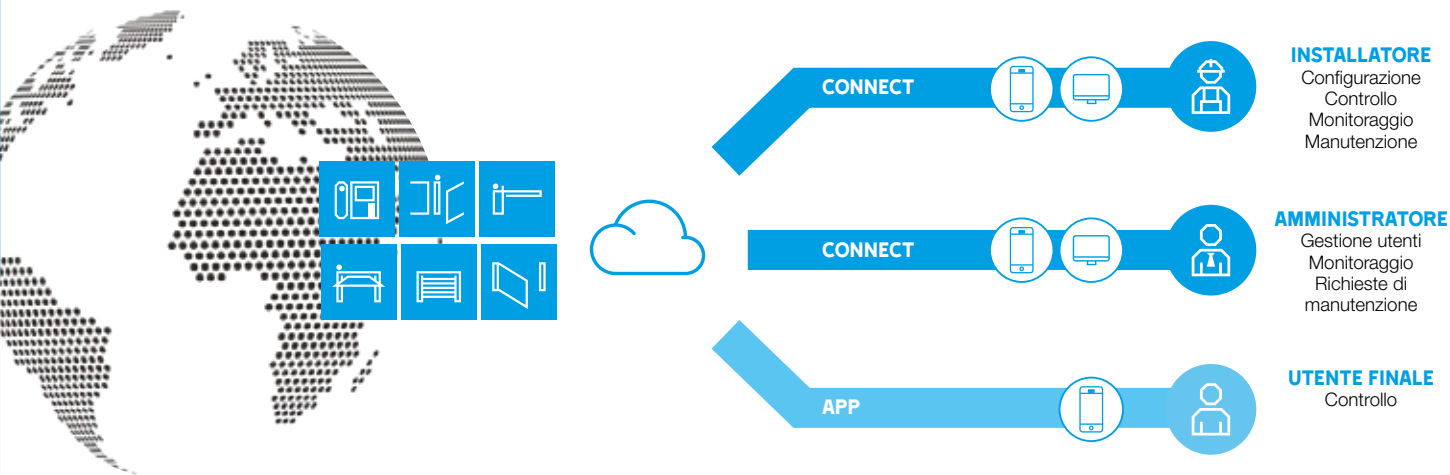 CONNECT
INSTALLATORE
Configurazione
Controllo
Monitoraggio
Manutenzione
CONNECT
AMMINISTRATORE
Gestione utenti
Monitoraggio
Richieste di
manutenzione
APP
UTENTE FINALE
Controllo